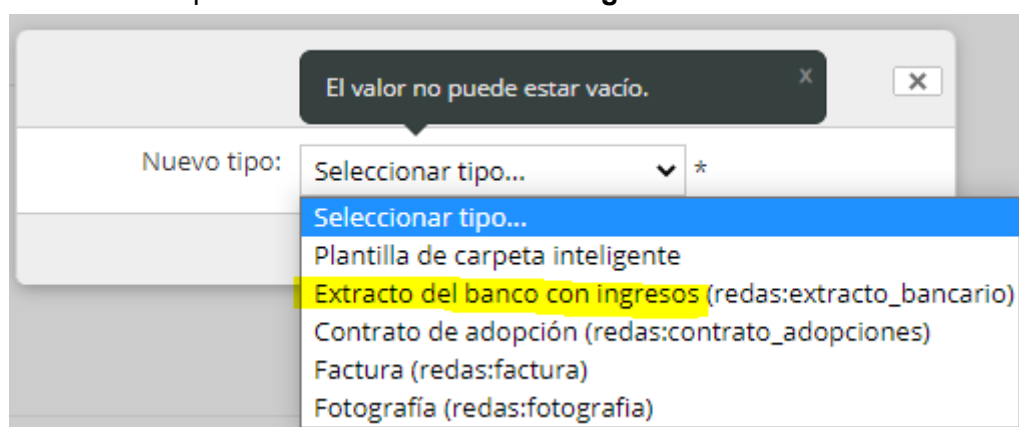 El valor no puede estar vacío.
x
Nuevo tipo:
Seleccionar tipo...
*
Seleccionar tipo...
Plantilla de carpeta inteligente
Extracto del banco con ingresos (redas:extracto_bancario)
Contrato de adopción (redas:contrato_adopciones)
Factura (redas:factura)
Fotografía (redas:fotografia)